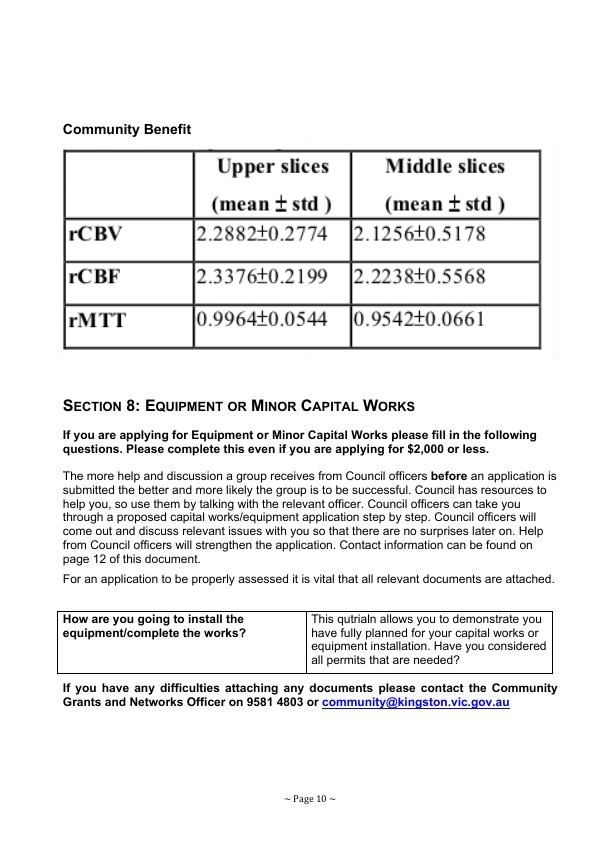 Community Benefit
Upper slices Middle slices
(mean ± std ) (mean ± std )
rCBV 2.2882±0.2774 2.1256±0.5178
rCBF 2.3376±0.2199 2.2238±0.5568
rMTT 0.9964±0.0544 0.9542±0.0661
SECTION 8: EQUIPMENT OR MINOR CAPITAL WORKS
If you are applying for Equipment or Minor Capital Works please fill in the following
questions. Please complete this even if you are applying for $2,000 or less.
The more help and discussion a group receives from Council officers before an application is
submitted the better and more likely the group is to be successful. Council has resources to
help you, so use them by talking with the relevant officer. Council officers can take you
through a proposed capital works/equipment application step by step. Council officers will
come out and discuss relevant issues with you so that there are no surprises later on. Help
from Council officers will strengthen the application. Contact information can be found on
page 12 of this document.
For an application to be properly assessed it is vital that all relevant documents are attached.
How are you going to install the
equipment/complete the works?
This qutrialn allows you to demonstrate you
have fully planned for your capital works or
equipment installation. Have you considered
all permits that are needed?
If you have any difficulties attaching any documents please contact the Community
Grants and Networks Officer on 9581 4803 or community@kingston.vic.gov.au
~ Page 10 ~